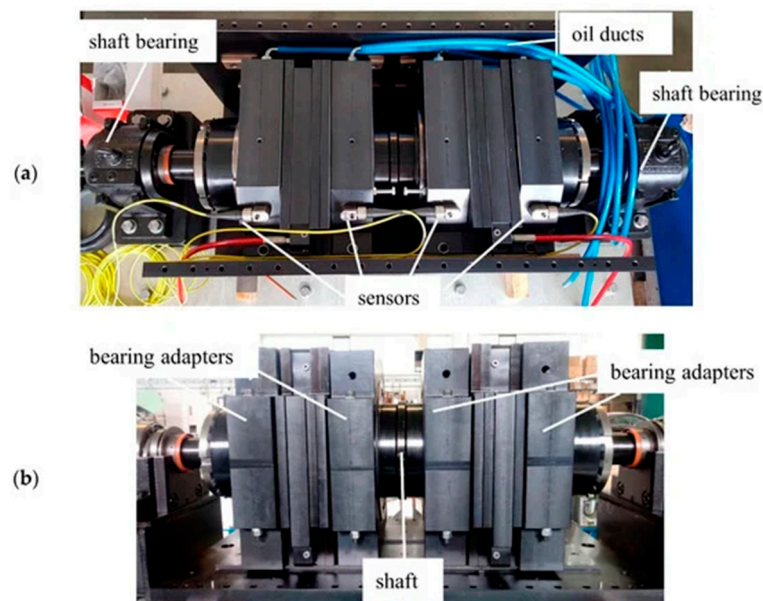 shaft bearing
oil ducts
shaft bearing
(a)
sensors
bearing adapters
bearing adapters
(b)
shaft